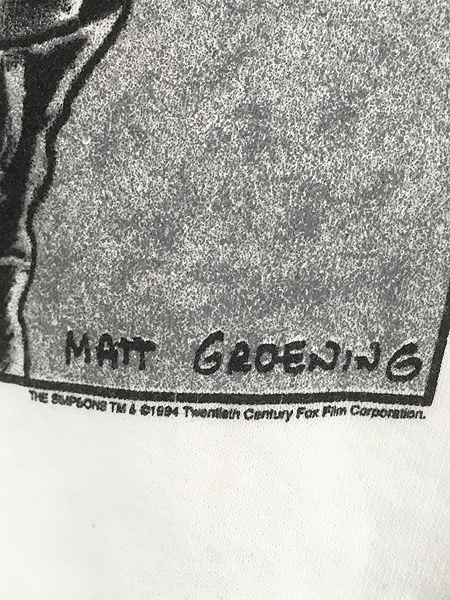 MATT GROENING
THE SIMPSONS TM & ©1994 Twentieth Century Fox Film Corporation.